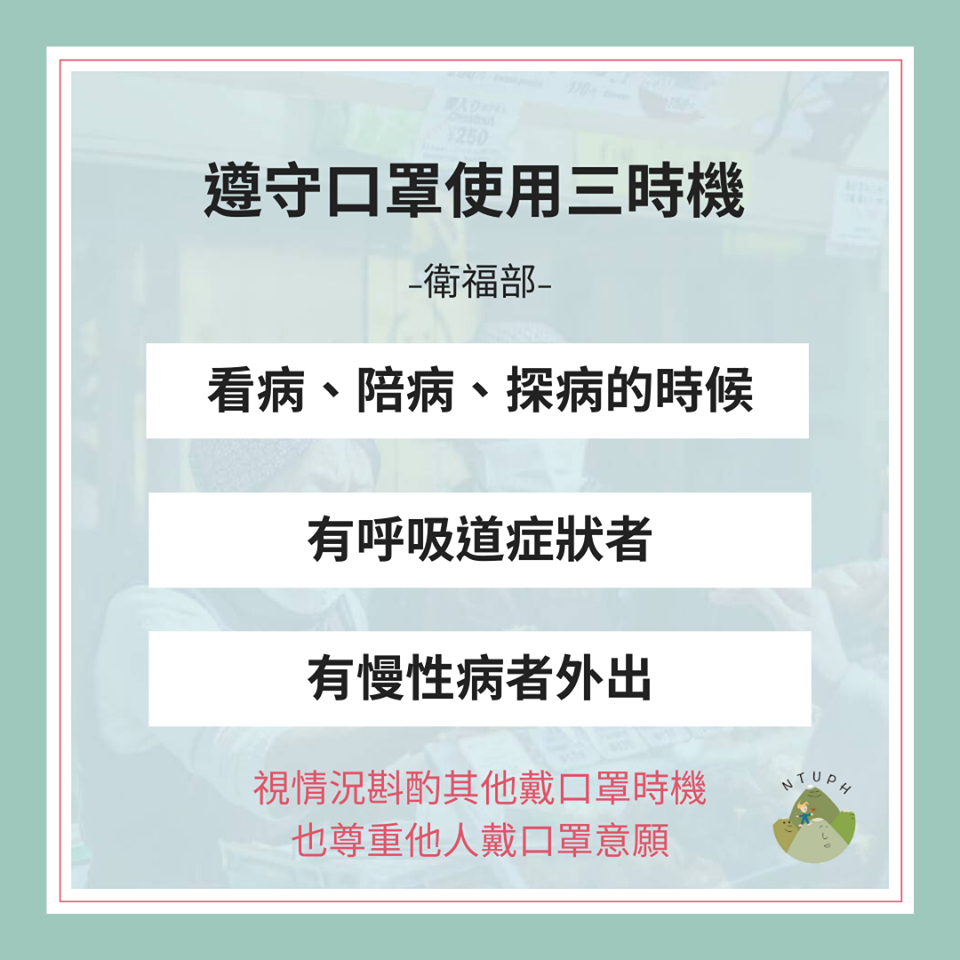 遵守口罩使用三時機
-衛福部-
看病、陪病、探病的時候
有呼吸道症狀者
有慢性病者外出
視情況斟酌其他戴口罩時機
也尊重他人戴口罩意願
NTUPH